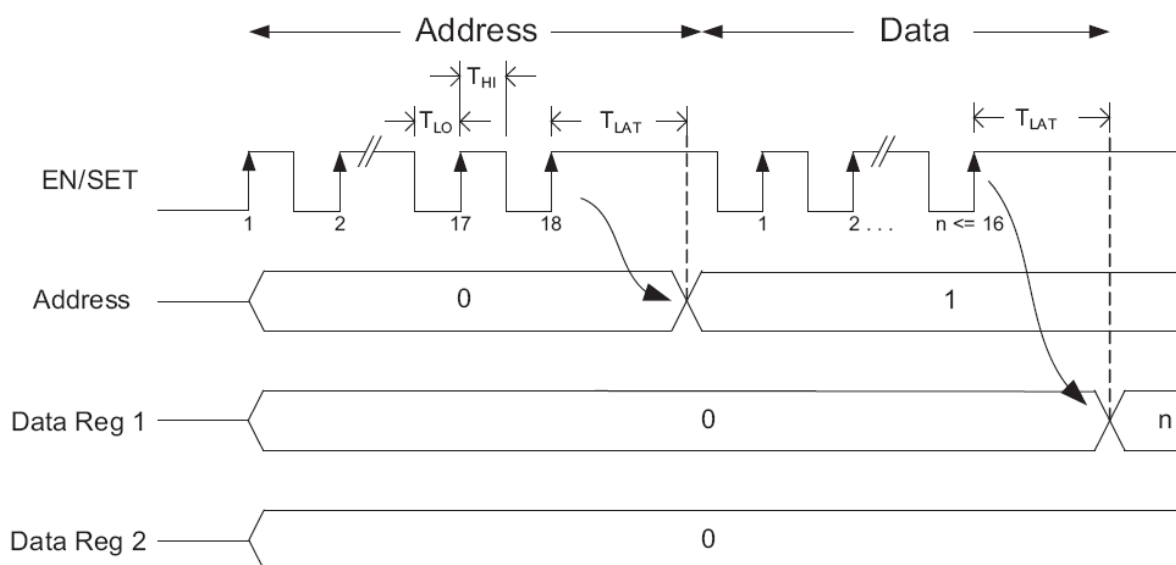 Address Data
T_HI
T_LO T_LAT T_LAT
EN/SET
1 2 17 18 1 2 . . . n <= 16
Address 0 1
Data Reg 1 0 n
Data Reg 2 0